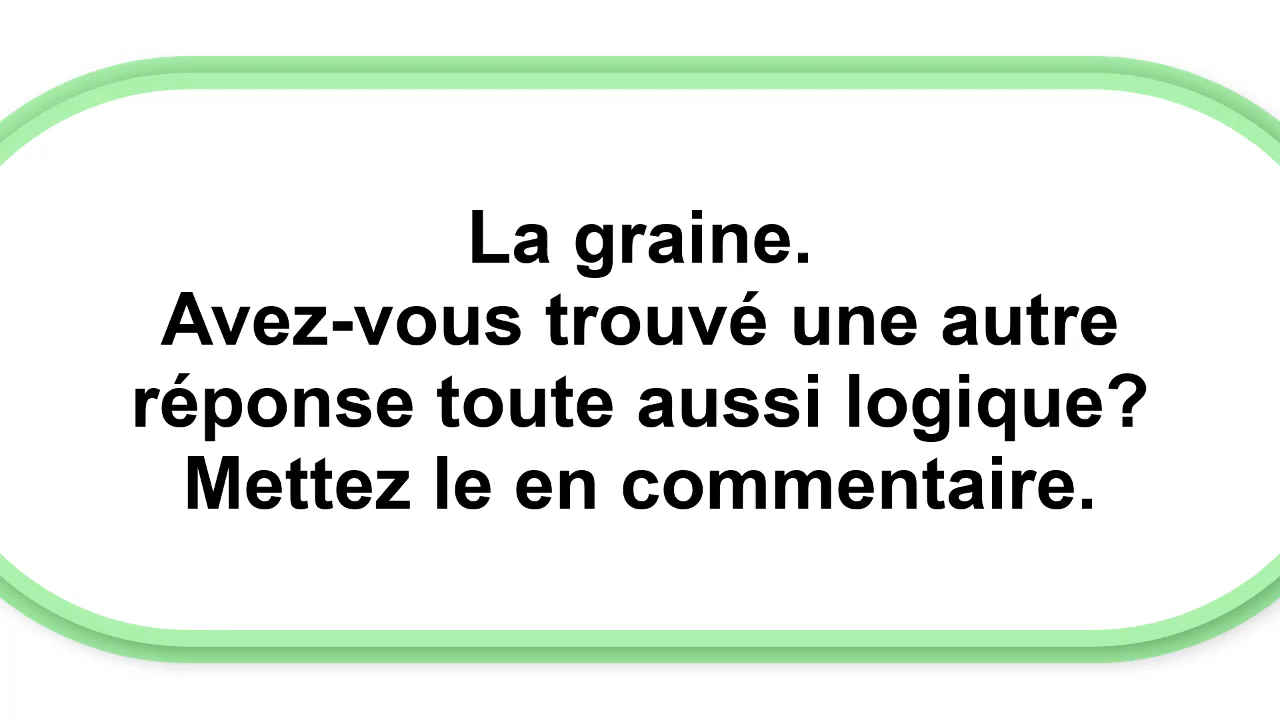 La graine.
Avez-vous trouvé une autre
réponse toute aussi logique?
Mettez le en commentaire.